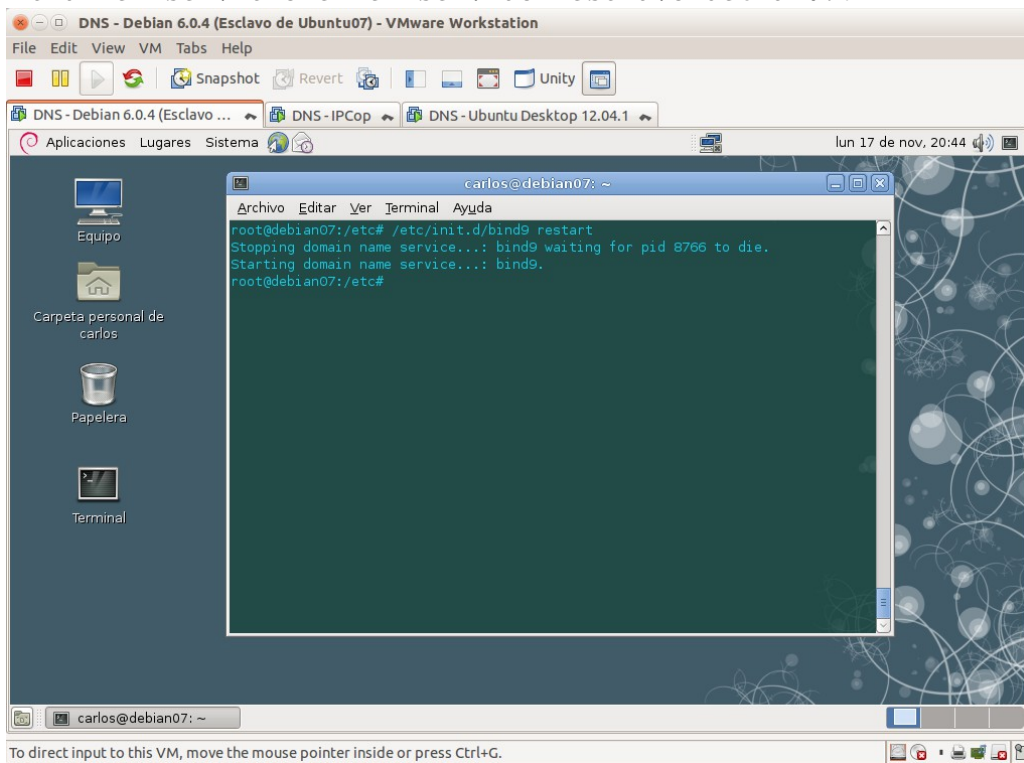 DNS - Debian 6.0.4 (Esclavo de Ubuntu07) - VMware Workstation
File Edit View VM Tabs Help
Snapshot Revert Unity
DNS - Debian 6.0.4 (Esclavo ... DNS - IPCop DNS - Ubuntu Desktop 12.04.1
Aplicaciones Lugares Sistema lun 17 de nov, 20:44
carlos@debian07: ~
Archivo Editar Ver Terminal Ayuda
root@debian07:/etc# /etc/init.d/bind9 restart
Stopping domain name service...: bind9 waiting for pid 8766 to die.
Starting domain name service...: bind9.
root@debian07:/etc#
Equipo
Carpeta personal de
carlos
Papelera
Terminal
carlos@debian07: ~
To direct input to this VM, move the mouse pointer inside or press Ctrl+G.